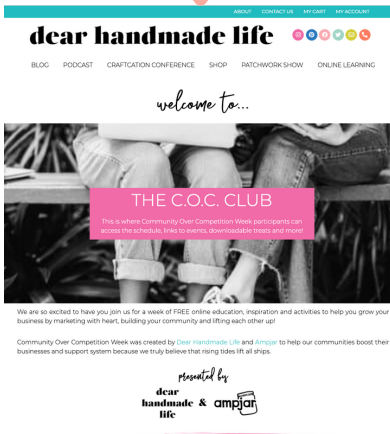 ABOUT CONTACT US MY CART MY ACCOUNT
dear handmade life
BLOG PODCAST CRAFTCATION CONFERENCE SHOP PATCHWORK SHOW ONLINE LEARNING
welcome to...
THE C.O.C. CLUB
This is where Community Over Competition Week participants can
access the schedule, links to events, downlosdable treats and more!
We are so excited to have you join us for a week of FREE online education, inspiration and activities to help you grow your
business by marketing with heart, building your community and lifting each other up!
Community Over Competition Week was created by Dear Handmade Life and Ampjar to help our communities boost their
businesses and support system because we truly believe that rising tides lift all ships.
presented by
dear
handmade & ampjar
life